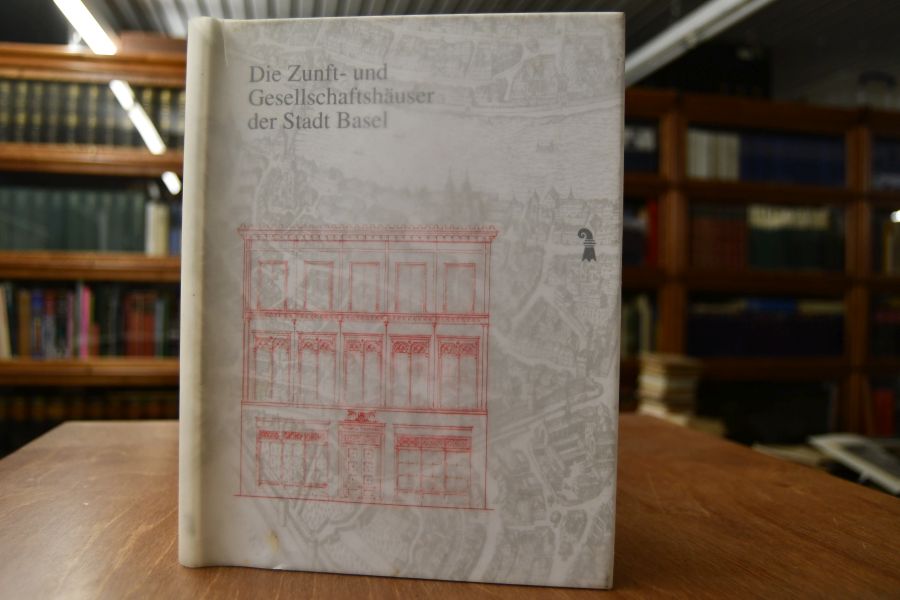 Die Zunft- und
Gesellschaftshäuser
der Stadt Basel